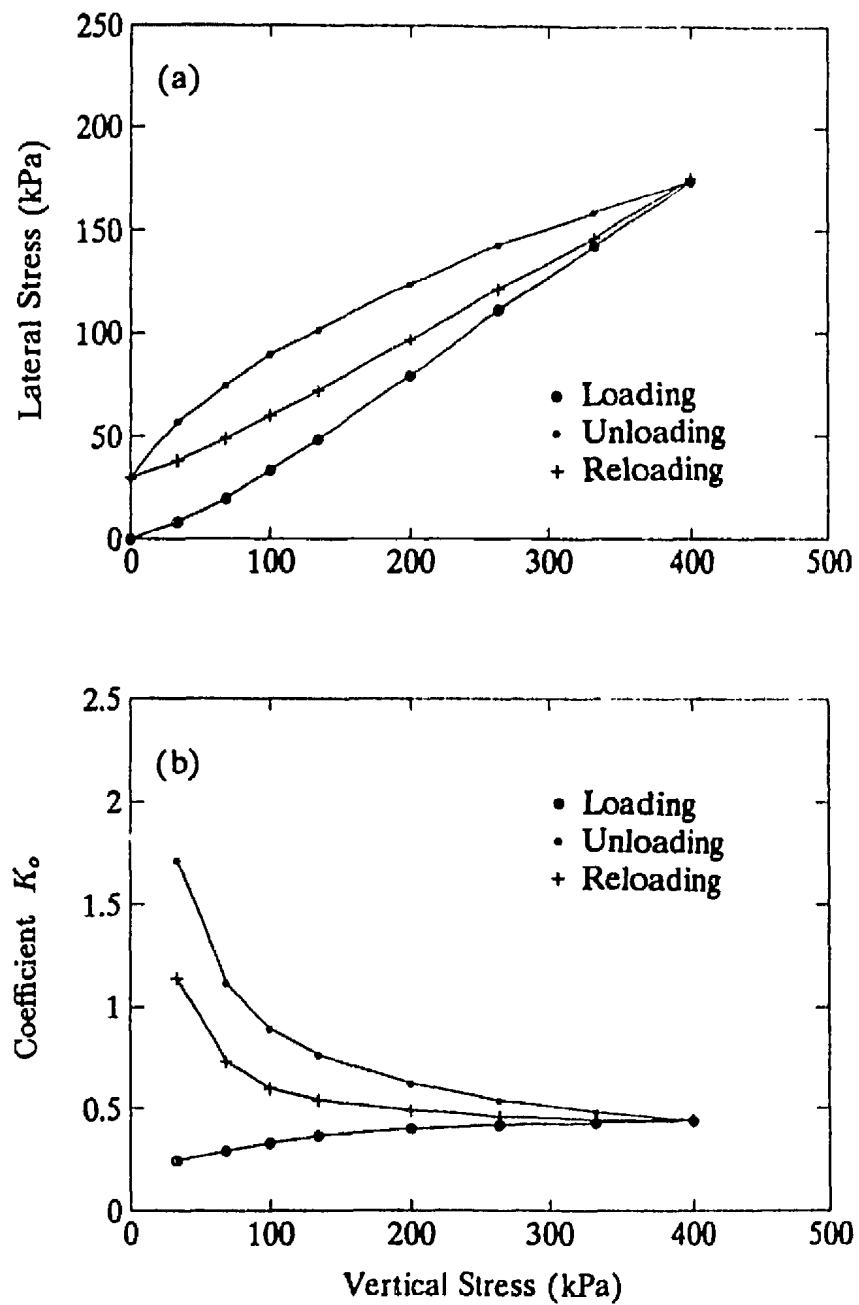 250
(a)
200
150
100
50
0
Lateral Stress (kPa)
Loading
Unloading
Reloading
0 100 200 300 400 500
2.5
(b)
2
1.5
1
0.5
0
Coefficient K₀
Loading
Unloading
Reloading
0 100 200 300 400 500
Vertical Stress (kPa)